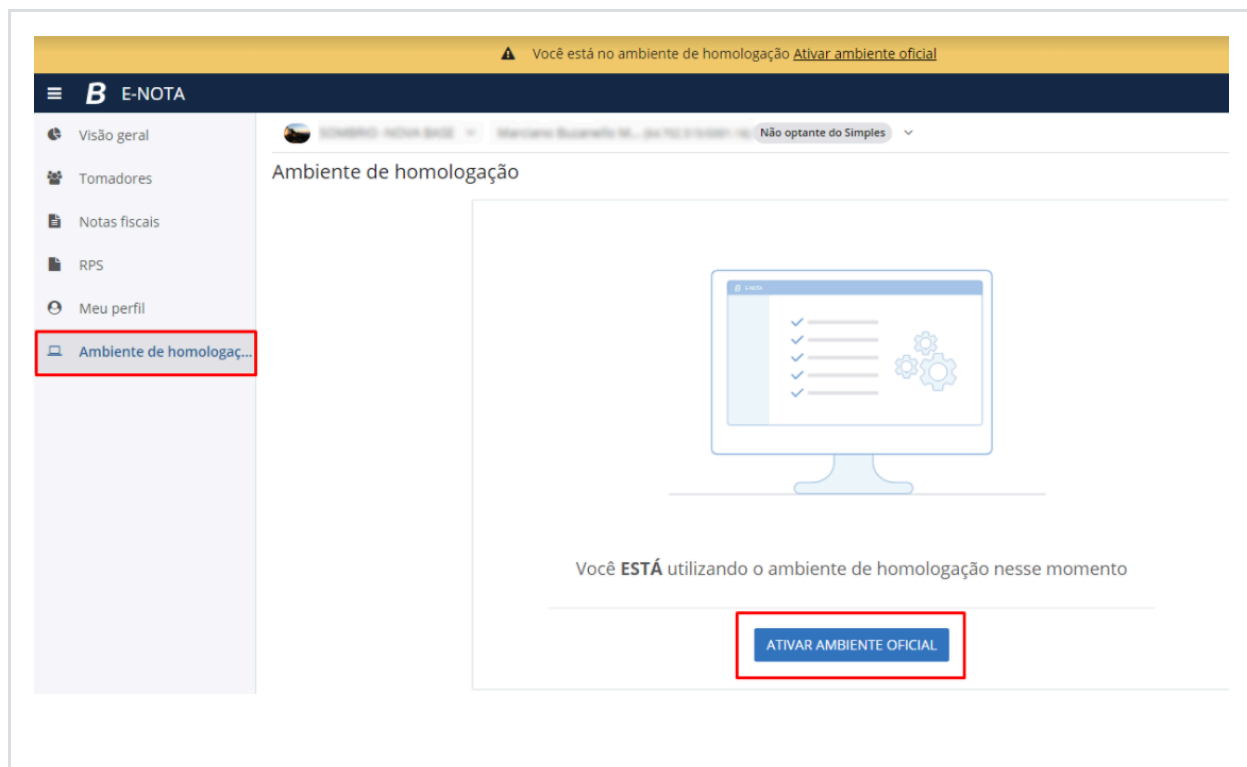 Você está no ambiente de homologação Ativar ambiente oficial
B E-NOTA
Visão geral
Não optante do Simples
Tomadores
Ambiente de homologação
Notas fiscais
RPS
Meu perfil
Ambiente de homologaç...
B E-NOTA
Você ESTÁ utilizando o ambiente de homologação nesse momento
ATIVAR AMBIENTE OFICIAL